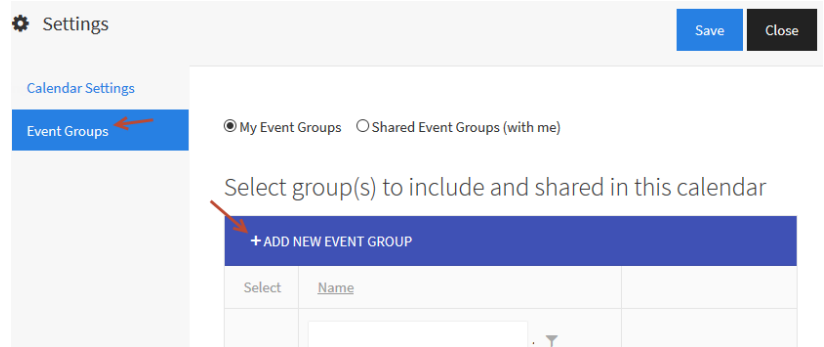 Settings
Save
Close
Calendar Settings
Event Groups
My Event Groups
Shared Event Groups (with me)
Select group(s) to include and shared in this calendar
+ ADD NEW EVENT GROUP
Select
Name